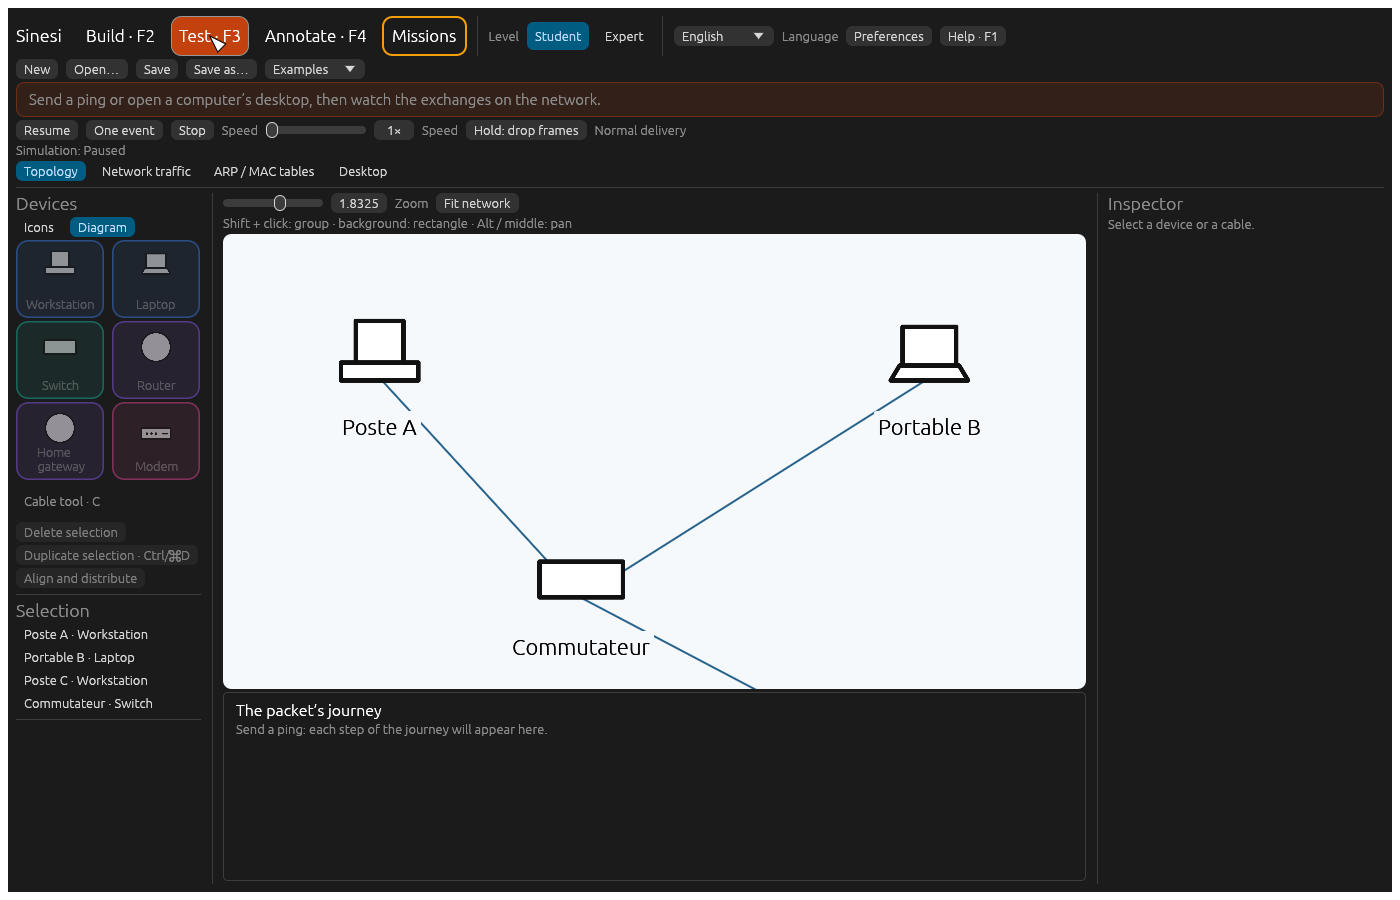 Sinesi Build · F2 Test · F3 Annotate · F4 Missions Level Student Expert English Language Preferences Help · F1
New Open… Save Save as… Examples
Send a ping or open a computer’s desktop, then watch the exchanges on the network.
Resume One event Stop Speed 1× Speed Hold: drop frames Normal delivery
Simulation: Paused
Topology Network traffic ARP / MAC tables Desktop
Devices
Icons Diagram
Workstation Laptop
Switch Router
Home
gateway Modem
Cable tool · C
Delete selection
Duplicate selection · Ctrl/⌘D
Align and distribute
Selection
Poste A · Workstation
Portable B · Laptop
Poste C · Workstation
Commutateur · Switch
1.8325 Zoom Fit network
Shift + click: group · background: rectangle · Alt / middle: pan
Poste A Portable B
Commutateur
The packet’s journey
Send a ping: each step of the journey will appear here.
Inspector
Select a device or a cable.